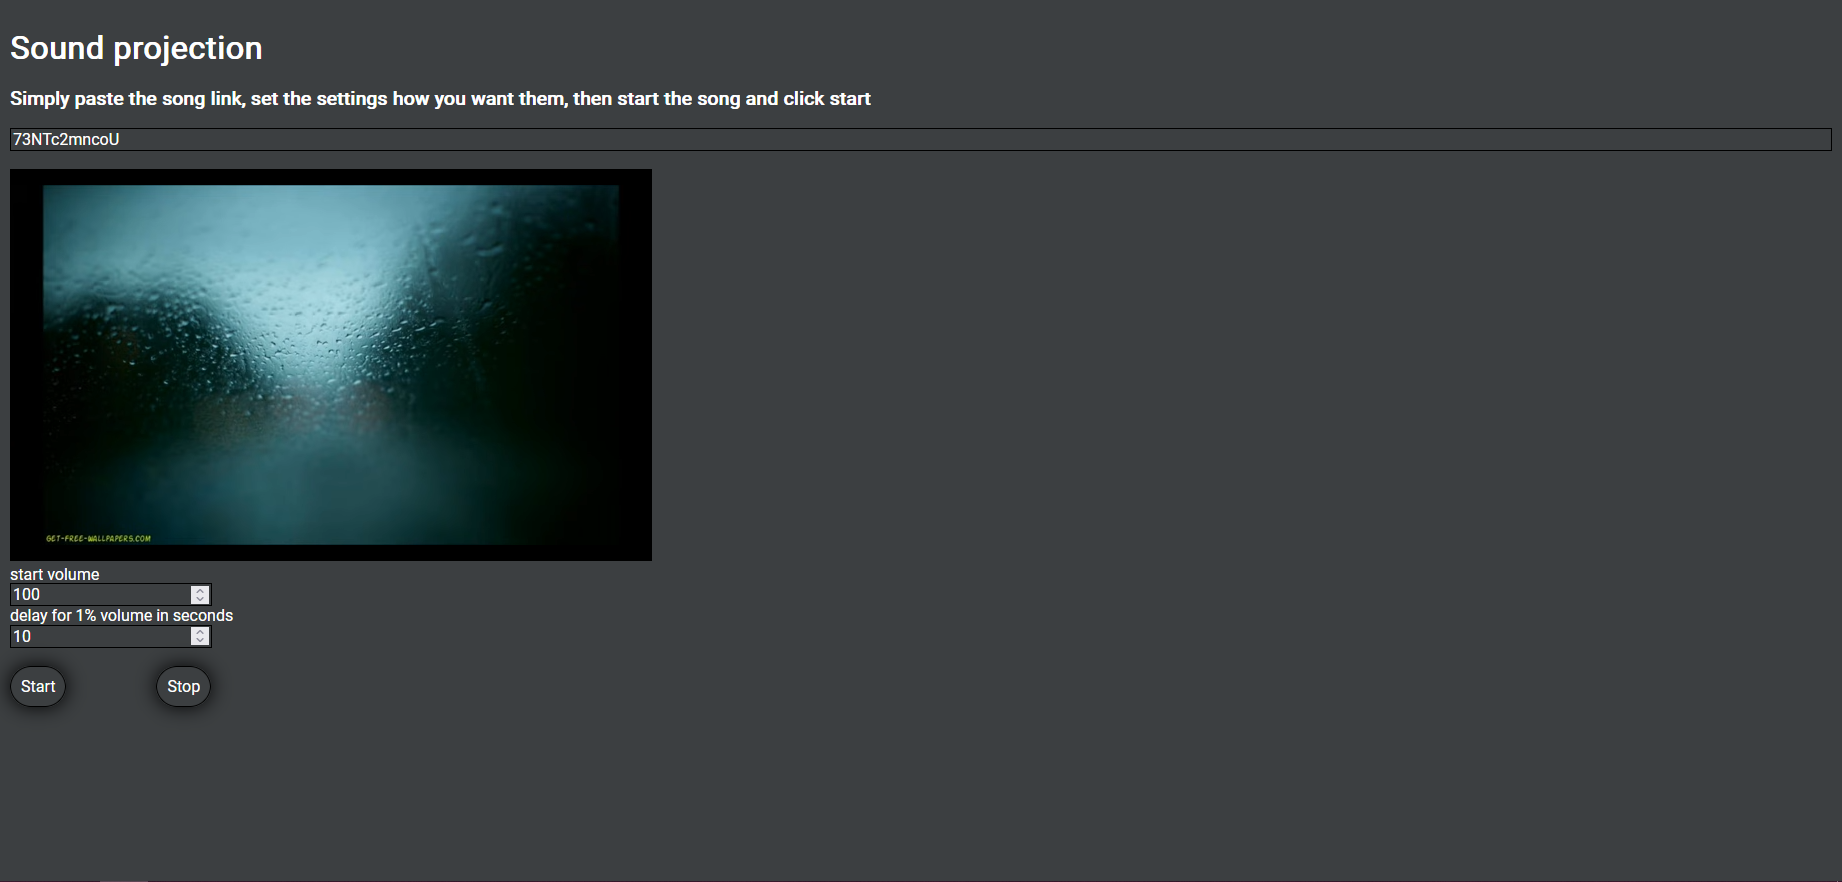 Sound projection
Simply paste the song link, set the settings how you want them, then start the song and click start
73NTc2mncoU
GET-FREE-WALLPAPERS.COM
start volume
100
delay for 1% volume in seconds
10
Start
Stop